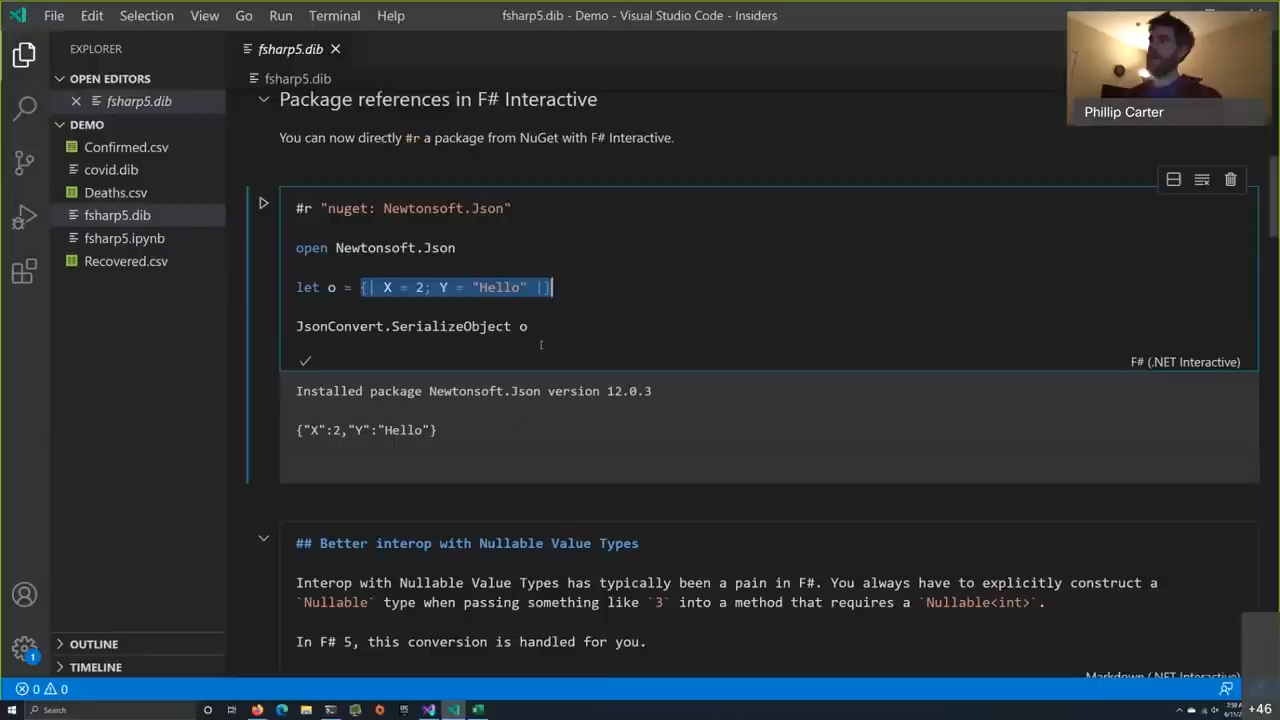 File Edit Selection View Go Run Terminal Help fsharp5.dib - Demo - Visual Studio Code - Insiders
EXPLORER
OPEN EDITORS
fsharp5.dib
DEMO
Confirmed.csv
covid.dib
Deaths.csv
fsharp5.dib
fsharp5.ipynb
Recovered.csv
OUTLINE
TIMELINE
fsharp5.dib
fsharp5.dib
Phillip Carter
Package references in F# Interactive
You can now directly #r a package from NuGet with F# Interactive.
#r "nuget: Newtonsoft.Json"
open Newtonsoft.Json
let o = {| X = 2; Y = "Hello" |}
JsonConvert.SerializeObject o
F# (.NET Interactive)
Installed package Newtonsoft.Json version 12.0.3
{"X":2,"Y":"Hello"}
## Better interop with Nullable Value Types
Interop with Nullable Value Types has typically been a pain in F#. You always have to explicitly construct a
`Nullable` type when passing something like `3` into a method that requires a `Nullable<int>`.
In F# 5, this conversion is handled for you.
Markdown (.NET Interactive)
1
0 0
Search
+46